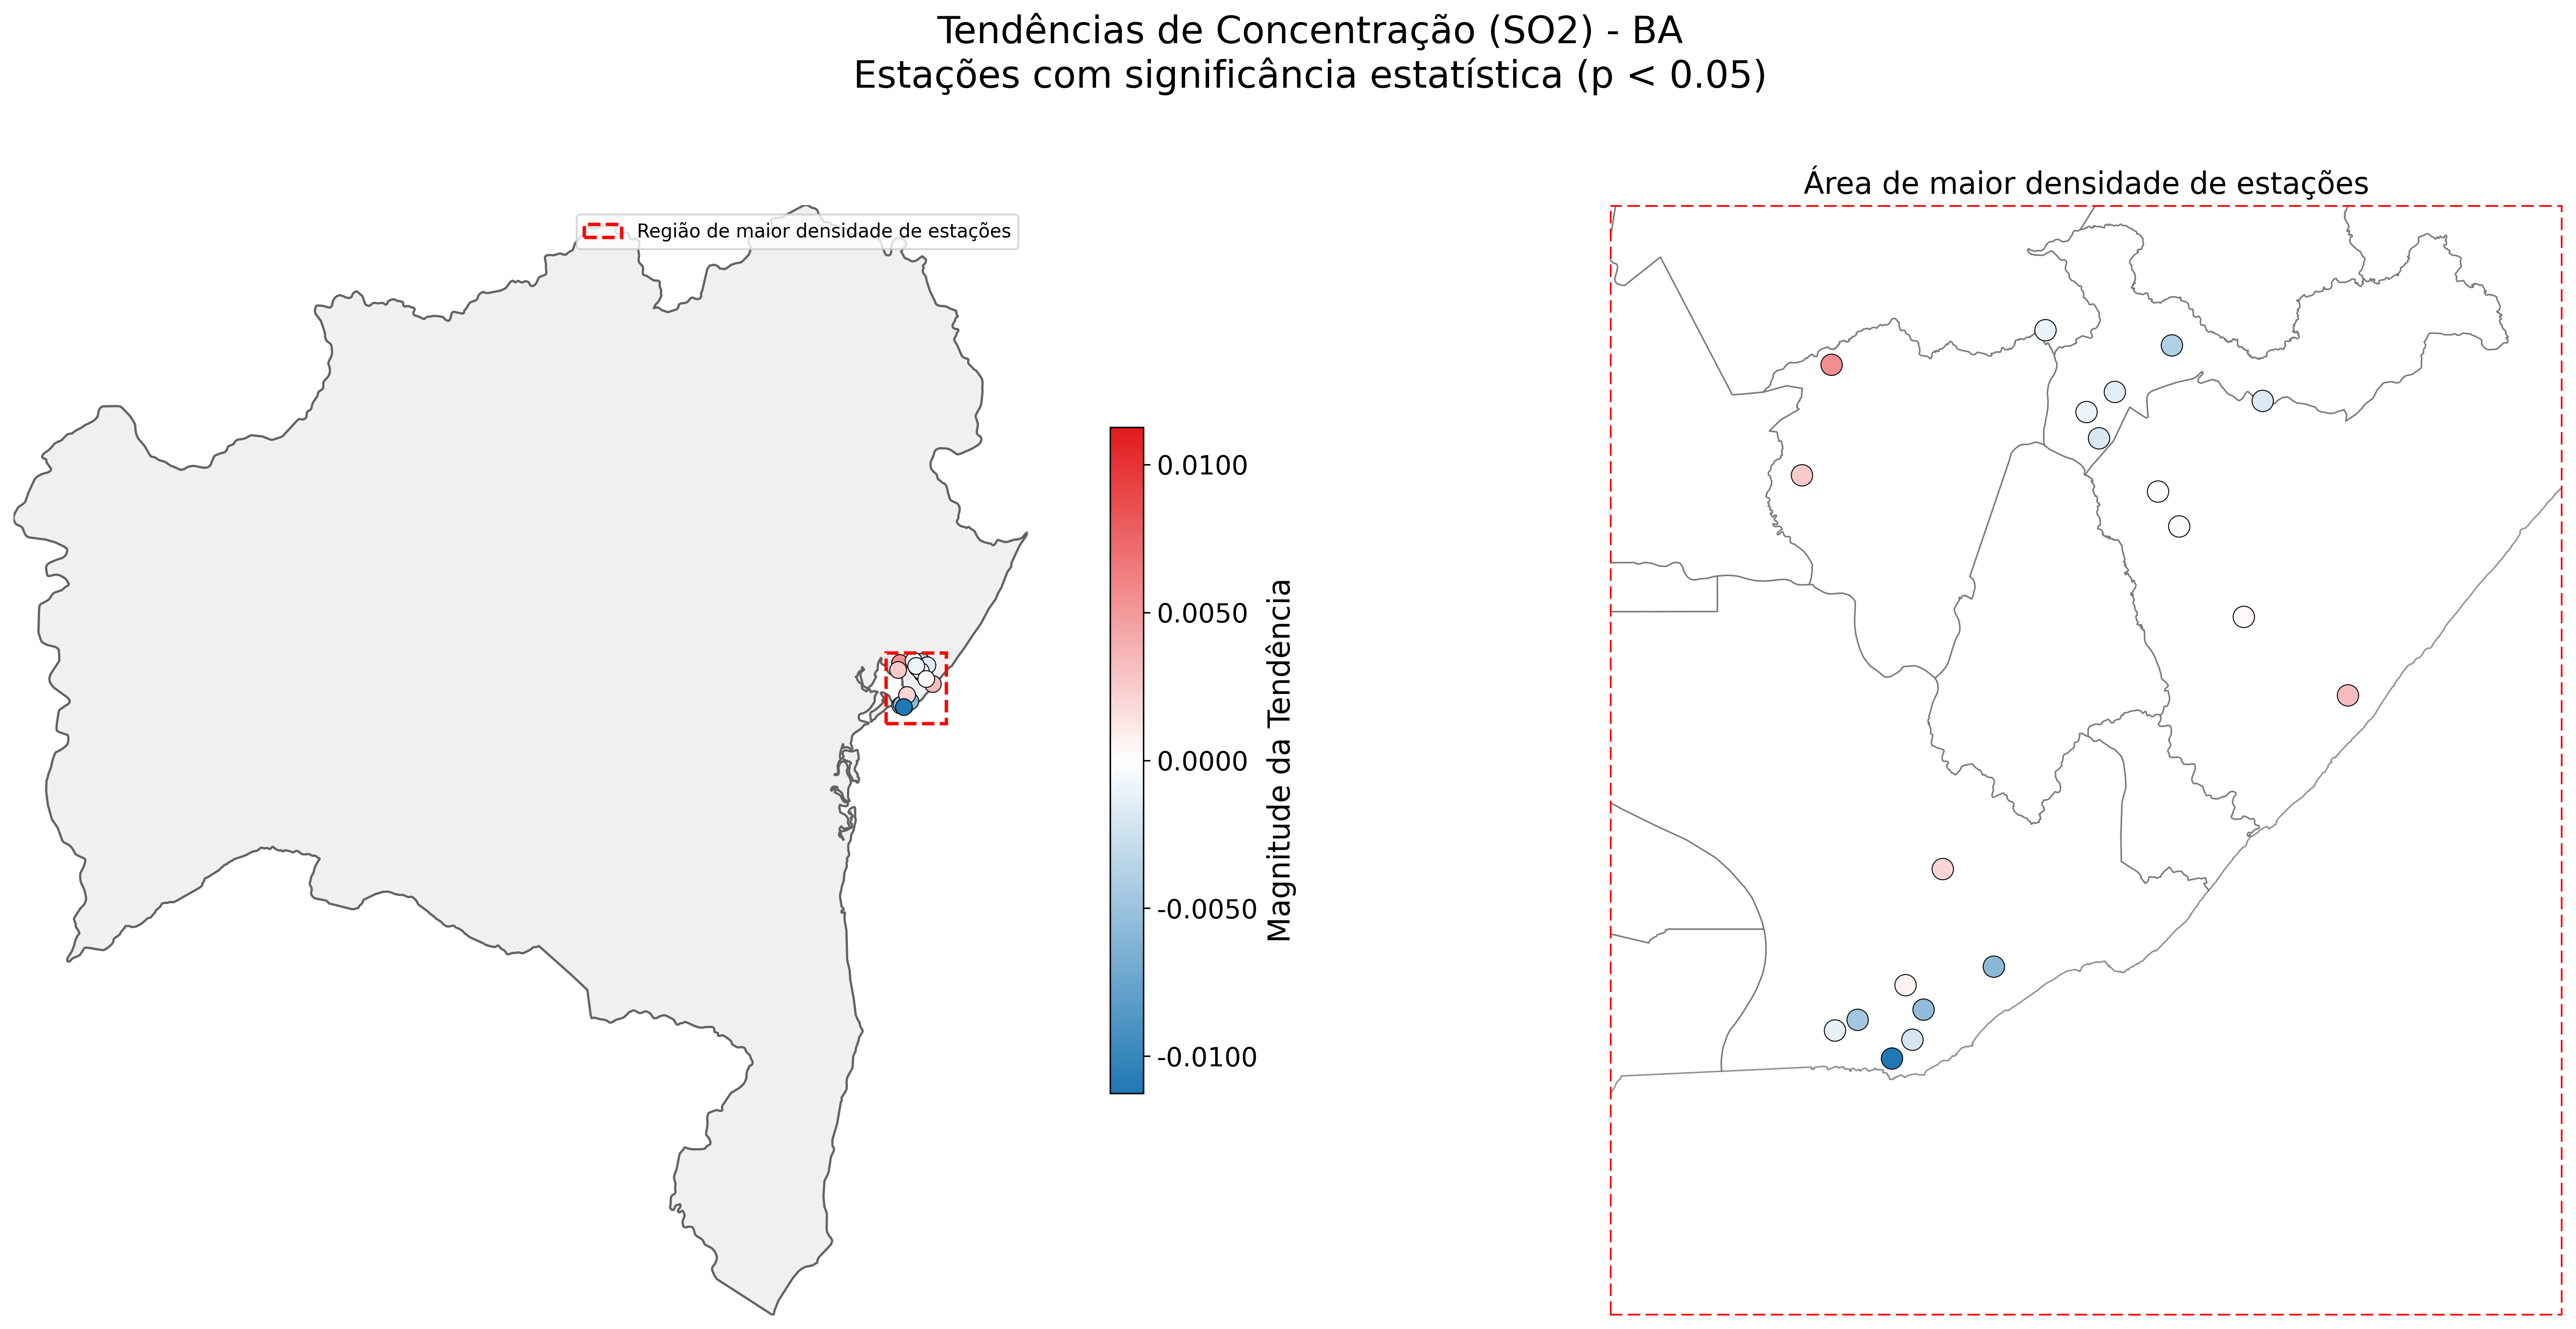 Tendências de Concentração (SO2) - BA
Estações com significância estatística (p < 0.05)
Região de maior densidade de estações
Área de maior densidade de estações
0.0100
0.0050
0.0000
-0.0050
-0.0100
Magnitude da Tendência